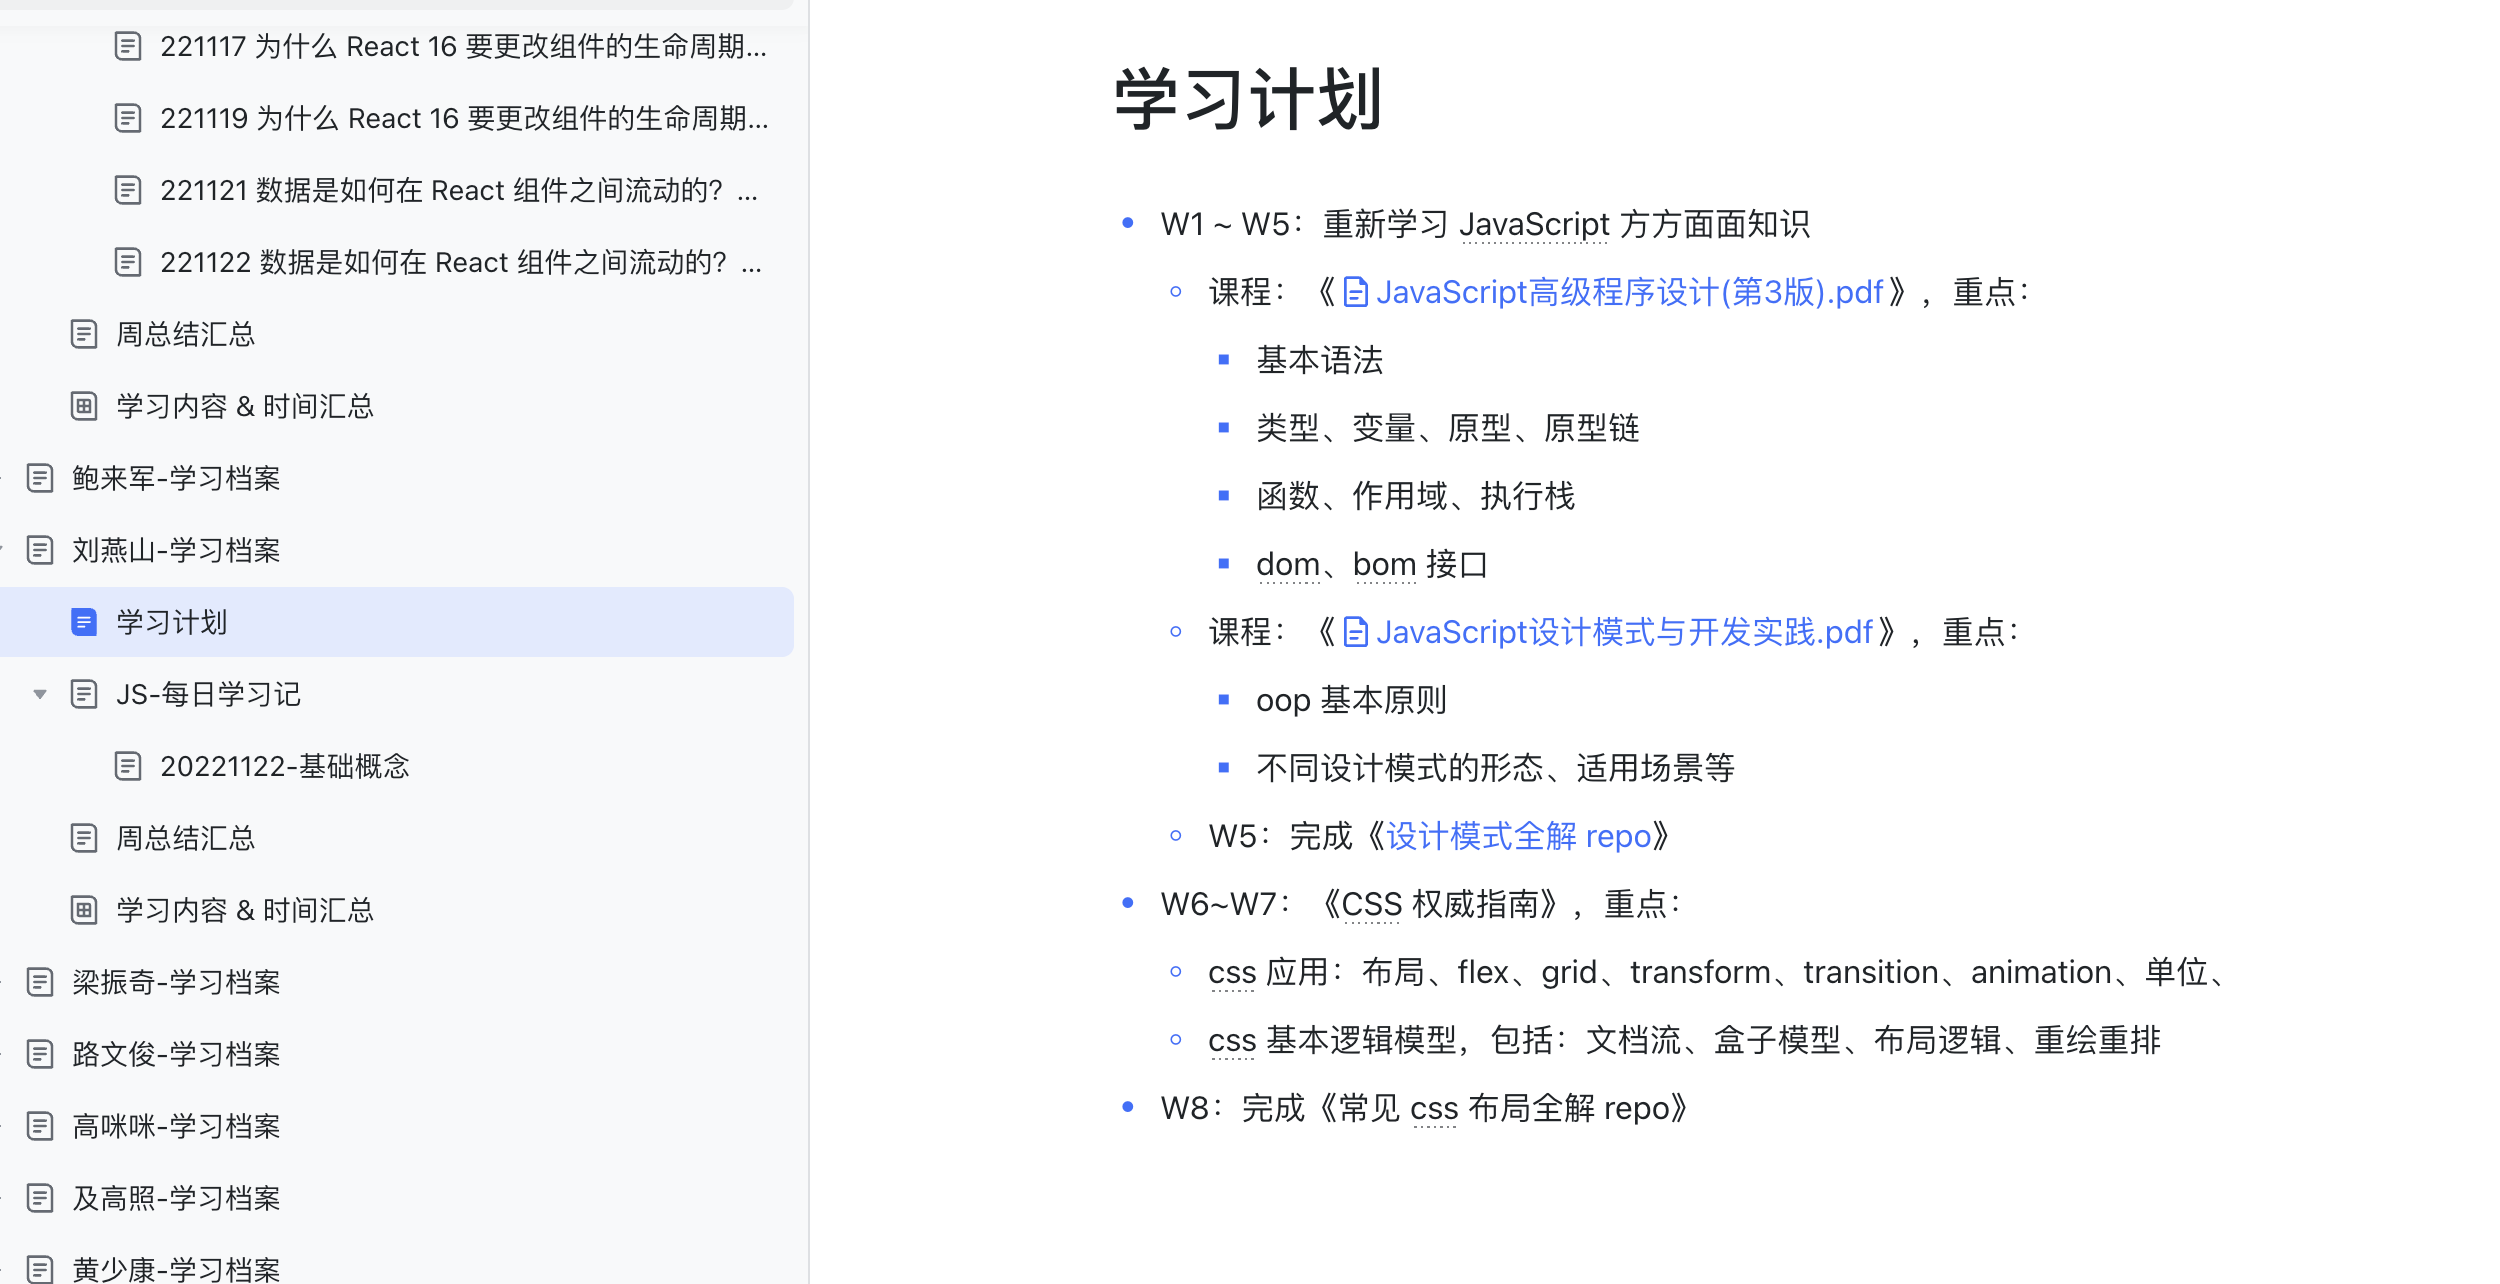 221117 为什么 React 16 要更改组件的生命周期...
221119 为什么 React 16 要更改组件的生命周期...
221121 数据是如何在 React 组件之间流动的？ ...
221122 数据是如何在 React 组件之间流动的？ ...
周总结汇总
学习内容 & 时间汇总
鲍来军-学习档案
刘燕山-学习档案
学习计划
JS-每日学习记
20221122-基础概念
周总结汇总
学习内容 & 时间汇总
梁振奇-学习档案
路文俊-学习档案
高咪咪-学习档案
及高照-学习档案
黄少康-学习档案
学习计划
W1 ~ W5：重新学习 JavaScript 方方面面知识
课程：《JavaScript高级程序设计(第3版).pdf》，重点：
基本语法
类型、变量、原型、原型链
函数、作用域、执行栈
dom、bom 接口
课程：《JavaScript设计模式与开发实践.pdf》，重点：
oop 基本原则
不同设计模式的形态、适用场景等
W5：完成《设计模式全解 repo》
W6~W7：《CSS 权威指南》，重点：
css 应用：布局、flex、grid、transform、transition、animation、单位、
css 基本逻辑模型，包括：文档流、盒子模型、布局逻辑、重绘重排
W8：完成《常见 css 布局全解 repo》